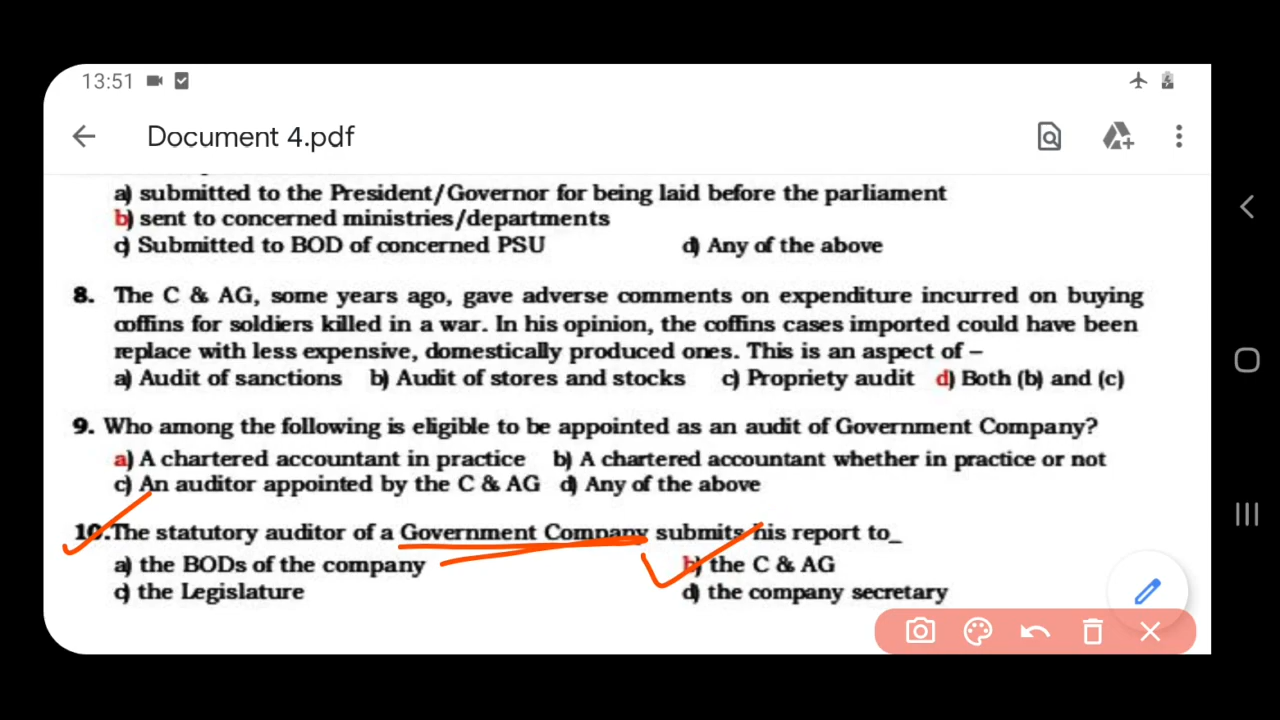 13:51
Document 4.pdf
a) submitted to the President/Governor for being laid before the parliament
b) sent to concerned ministries/departments
c) Submitted to BOD of concerned PSU d) Any of the above
8. The C & AG, some years ago, gave adverse comments on expenditure incurred on buying
coffins for soldiers killed in a war. In his opinion, the coffins cases imported could have been
replace with less expensive, domestically produced ones. This is an aspect of –
a) Audit of sanctions b) Audit of stores and stocks c) Propriety audit d) Both (b) and (c)
9. Who among the following is eligible to be appointed as an audit of Government Company?
a) A chartered accountant in practice b) A chartered accountant whether in practice or not
c) An auditor appointed by the C & AG d) Any of the above
10. The statutory auditor of a Government Company submits his report to_
a) the BODs of the company b) the C & AG
c) the Legislature d) the company secretary